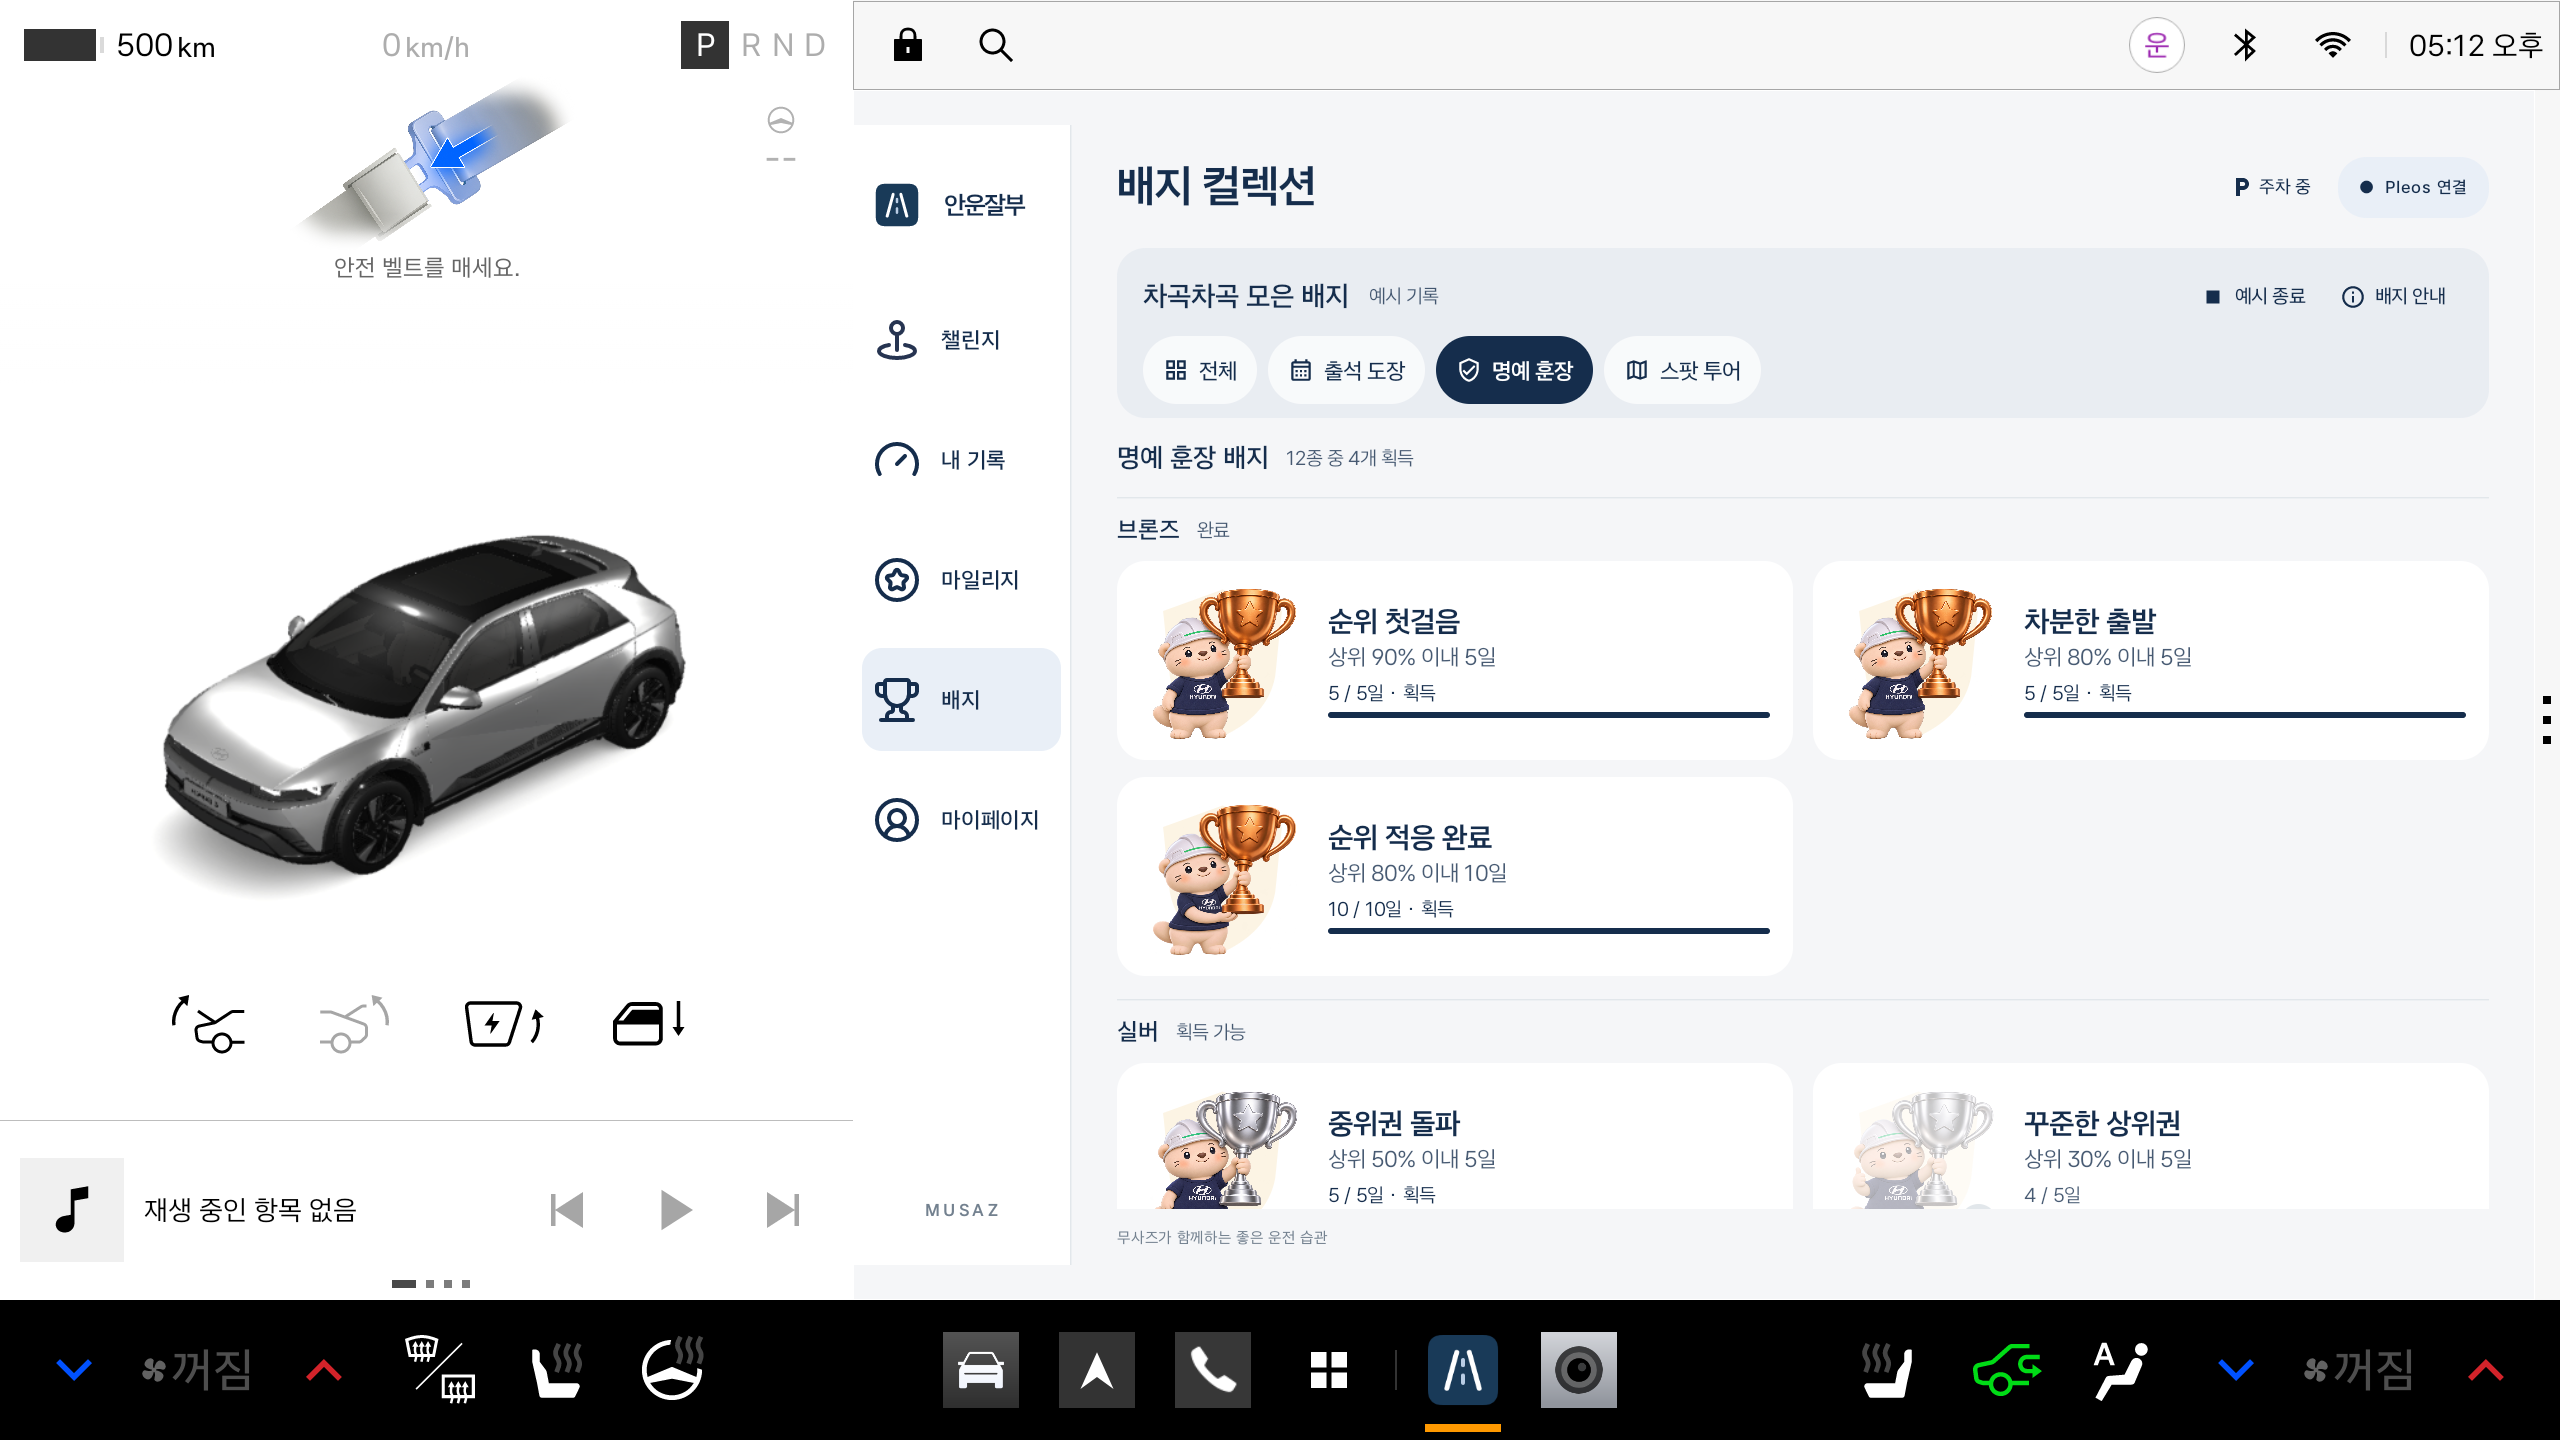 500 km
0 km/h
P R N D
운
05:12 오후
안전 벨트를 매세요.
재생 중인 항목 없음
안운잘부
챌린지
내 기록
마일리지
배지
마이페이지
MUSAZ
배지 컬렉션
P 주차 중
Pleos 연결
차곡차곡 모은 배지 예시 기록
예시 종료
배지 안내
전체
출석 도장
명예 훈장
스팟 투어
명예 훈장 배지 12종 중 4개 획득
브론즈 완료
순위 첫걸음
상위 90% 이내 5일
5 / 5일 · 획득
차분한 출발
상위 80% 이내 5일
5 / 5일 · 획득
순위 적응 완료
상위 80% 이내 10일
10 / 10일 · 획득
실버 획득 가능
중위권 돌파
상위 50% 이내 5일
5 / 5일 · 획득
꾸준한 상위권
상위 30% 이내 5일
4 / 5일
무사즈가 함께하는 좋은 운전 습관
꺼짐
A
꺼짐